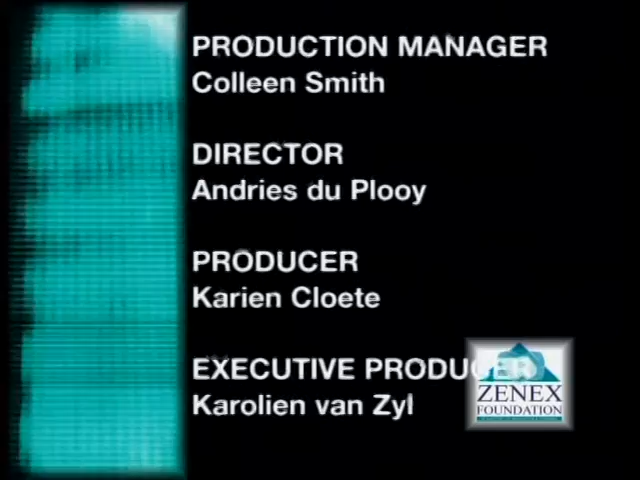 PRODUCTION MANAGER
Colleen Smith
DIRECTOR
Andries du Plooy
PRODUCER
Karien Cloete
EXECUTIVE PRODUCER
Karolien van Zyl
ZENEX
FOUNDATION